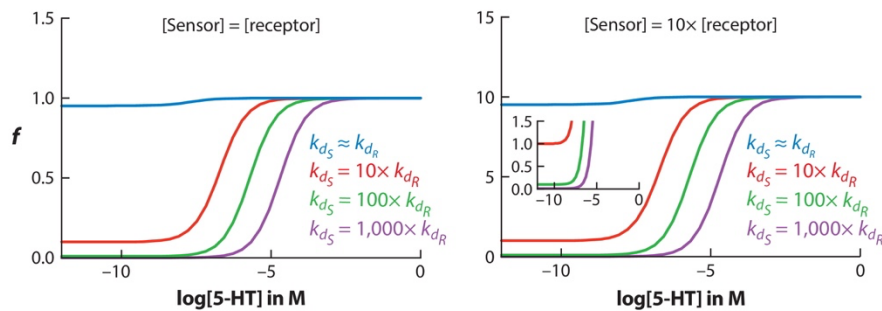 [Sensor] = [receptor]
1.5
1.0
0.5
0.0
f
k_dS ≈ k_dR
k_dS = 10× k_dR
k_dS = 100× k_dR
k_dS = 1,000× k_dR
−10
−5
0
log[5-HT] in M
[Sensor] = 10× [receptor]
15
10
5
0
1.5
1.0
0.5
0.0
−10
−5
0
k_dS ≈ k_dR
k_dS = 10× k_dR
k_dS = 100× k_dR
k_dS = 1,000× k_dR
−10
−5
0
log[5-HT] in M